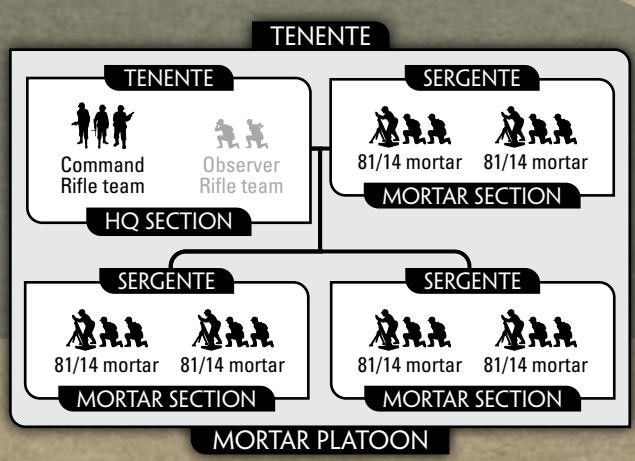 TENENTE
TENENTE
Command
Rifle team
Observer
Rifle team
HQ SECTION
SERGENTE
81/14 mortar 81/14 mortar
MORTAR SECTION
SERGENTE
81/14 mortar 81/14 mortar
MORTAR SECTION
SERGENTE
81/14 mortar 81/14 mortar
MORTAR SECTION
MORTAR PLATOON